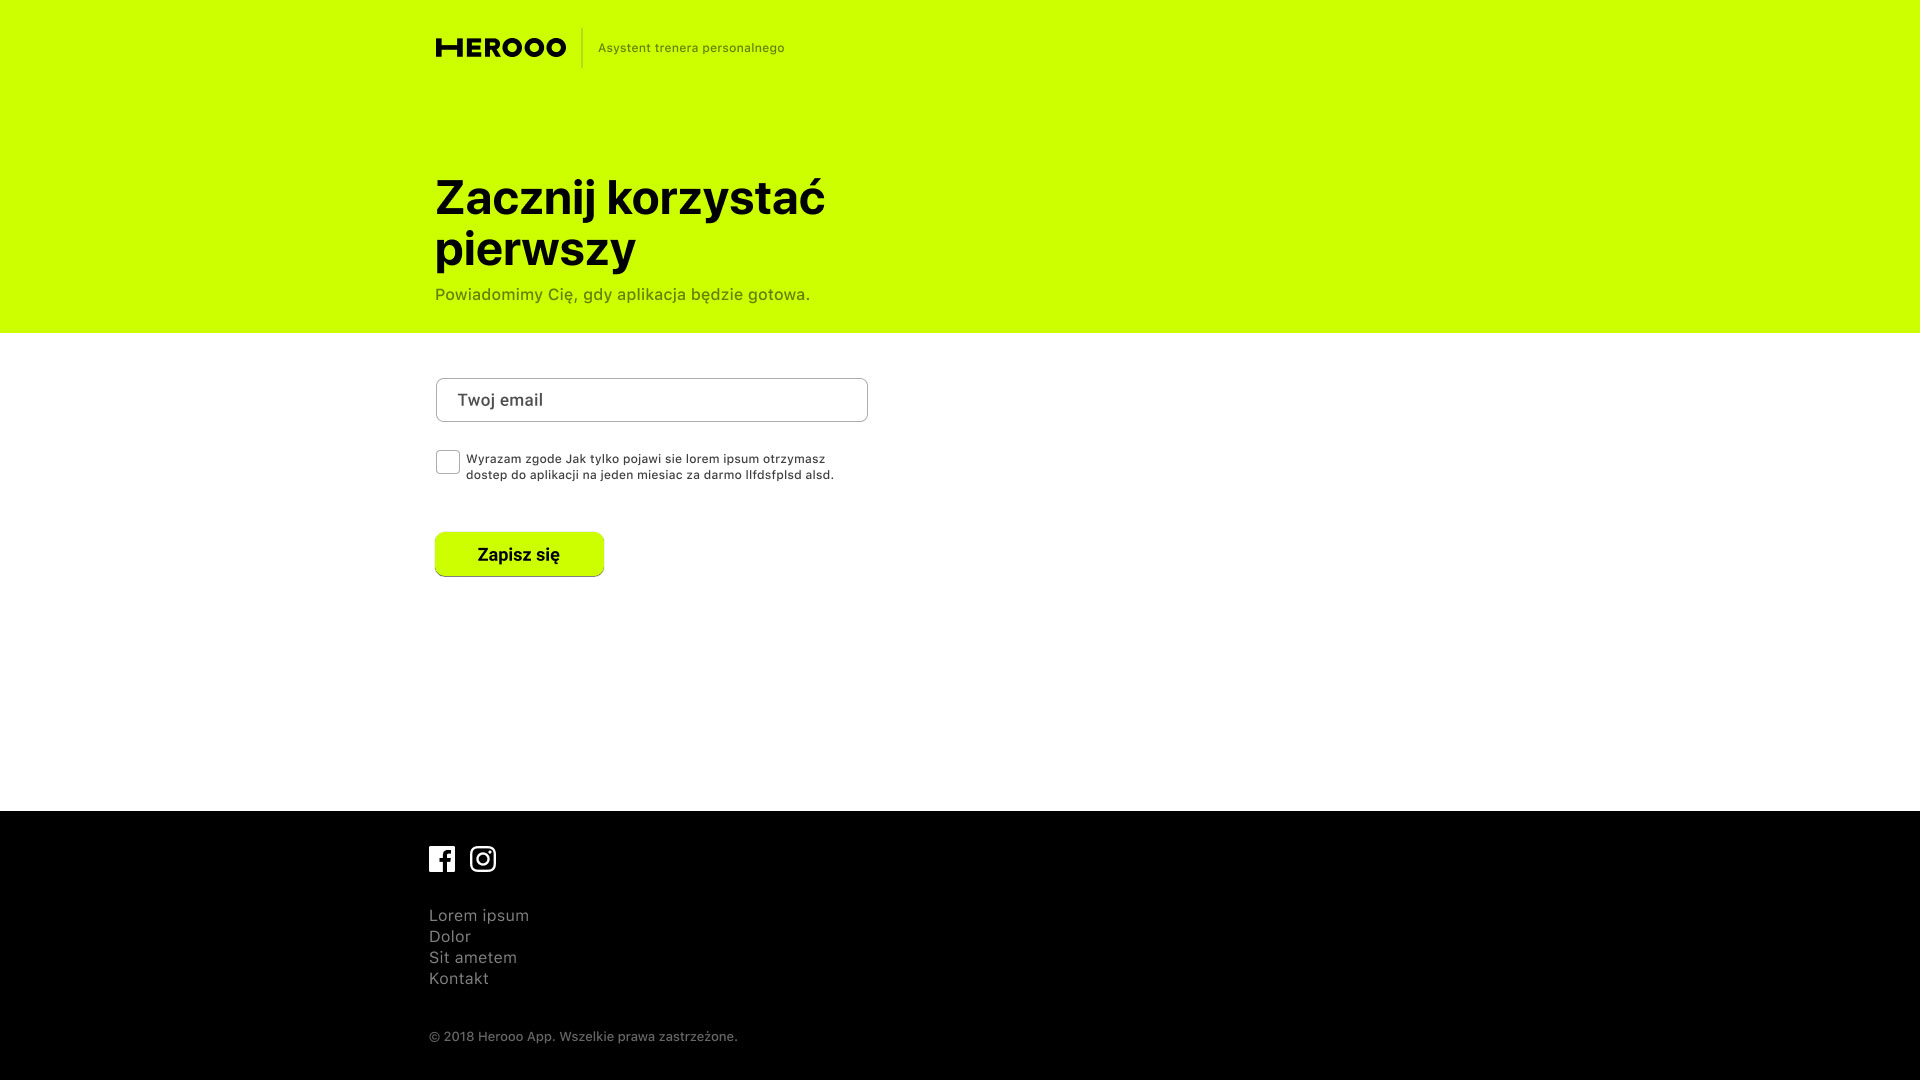 HEROOO
Asystent trenera personalnego
Zacznij korzystać
pierwszy
Powiadomimy Cię, gdy aplikacja będzie gotowa.
Twoj email
Wyrazam zgode Jak tylko pojawi sie lorem ipsum otrzymasz
dostep do aplikacji na jeden miesiac za darmo llfdsfplsd alsd.
Zapisz się
Lorem ipsum
Dolor
Sit ametem
Kontakt
© 2018 Herooo App. Wszelkie prawa zastrzeżone.